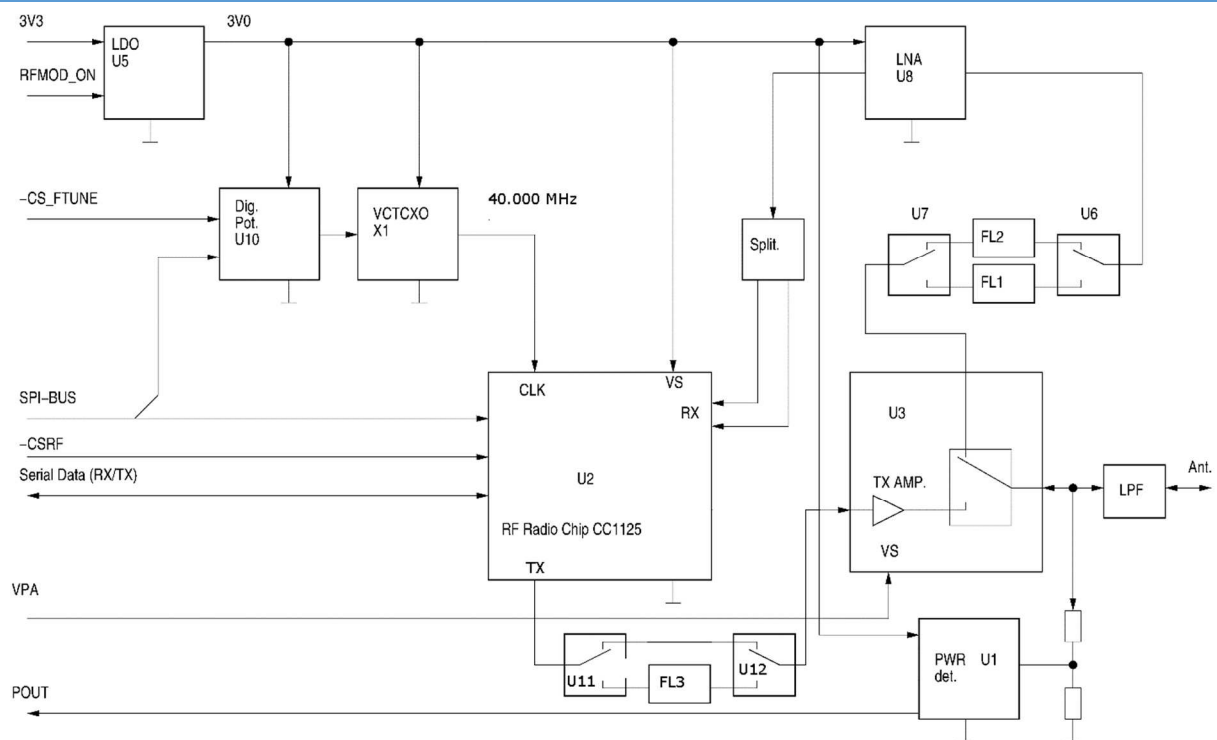 3V3
3V0
LDO
U5
RFMOD_ON
LNA
U8
-CS_FTUNE
Dig.
Pot.
U10
VCTCXO
X1
40.000 MHz
Split.
U7
U6
FL2
FL1
SPI-BUS
CLK
VS
RX
U3
-CSRF
Serial Data (RX/TX)
U2
TX AMP.
LPF
Ant.
RF Radio Chip CC1125
VS
TX
VPA
U11
FL3
U12
PWR U1
det.
POUT